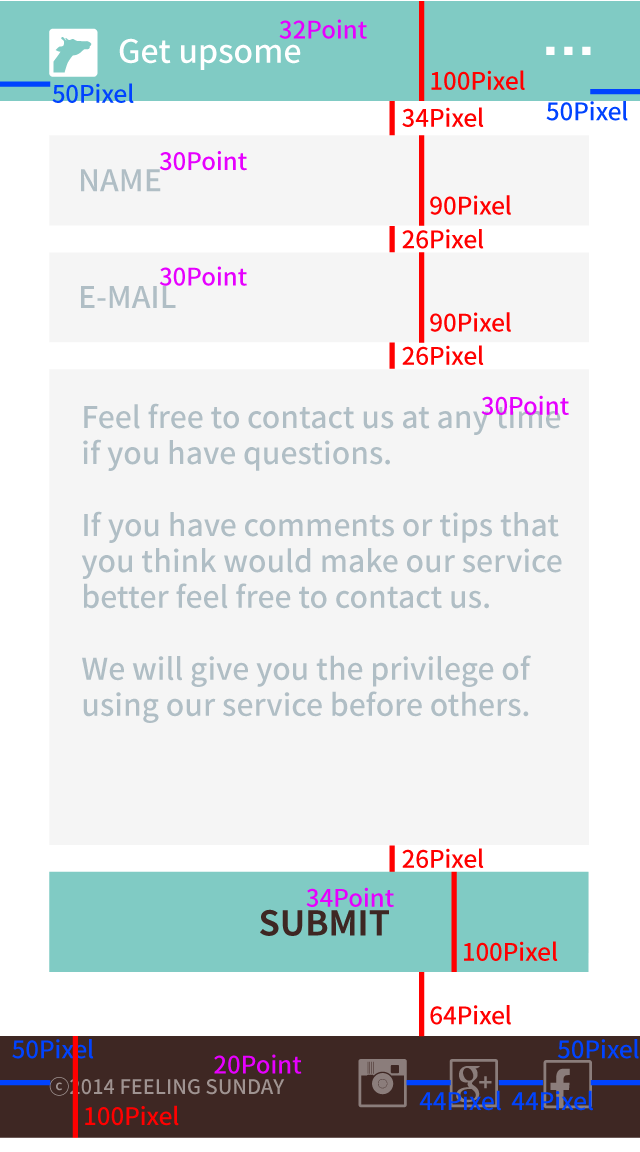 32Point
Get upsome
...
100Pixel
50Pixel
50Pixel
34Pixel
30Point
NAME
90Pixel
26Pixel
30Point
E-MAIL
90Pixel
26Pixel
30Point
Feel free to contact us at any time
if you have questions.
If you have comments or tips that
you think would make our service
better feel free to contact us.
We will give you the privilege of
using our service before others.
26Pixel
34Point
SUBMIT
100Pixel
64Pixel
50Pixel
50Pixel
20Point
ⓒ2014 FEELING SUNDAY
g+
f
44Pixel
44Pixel
100Pixel